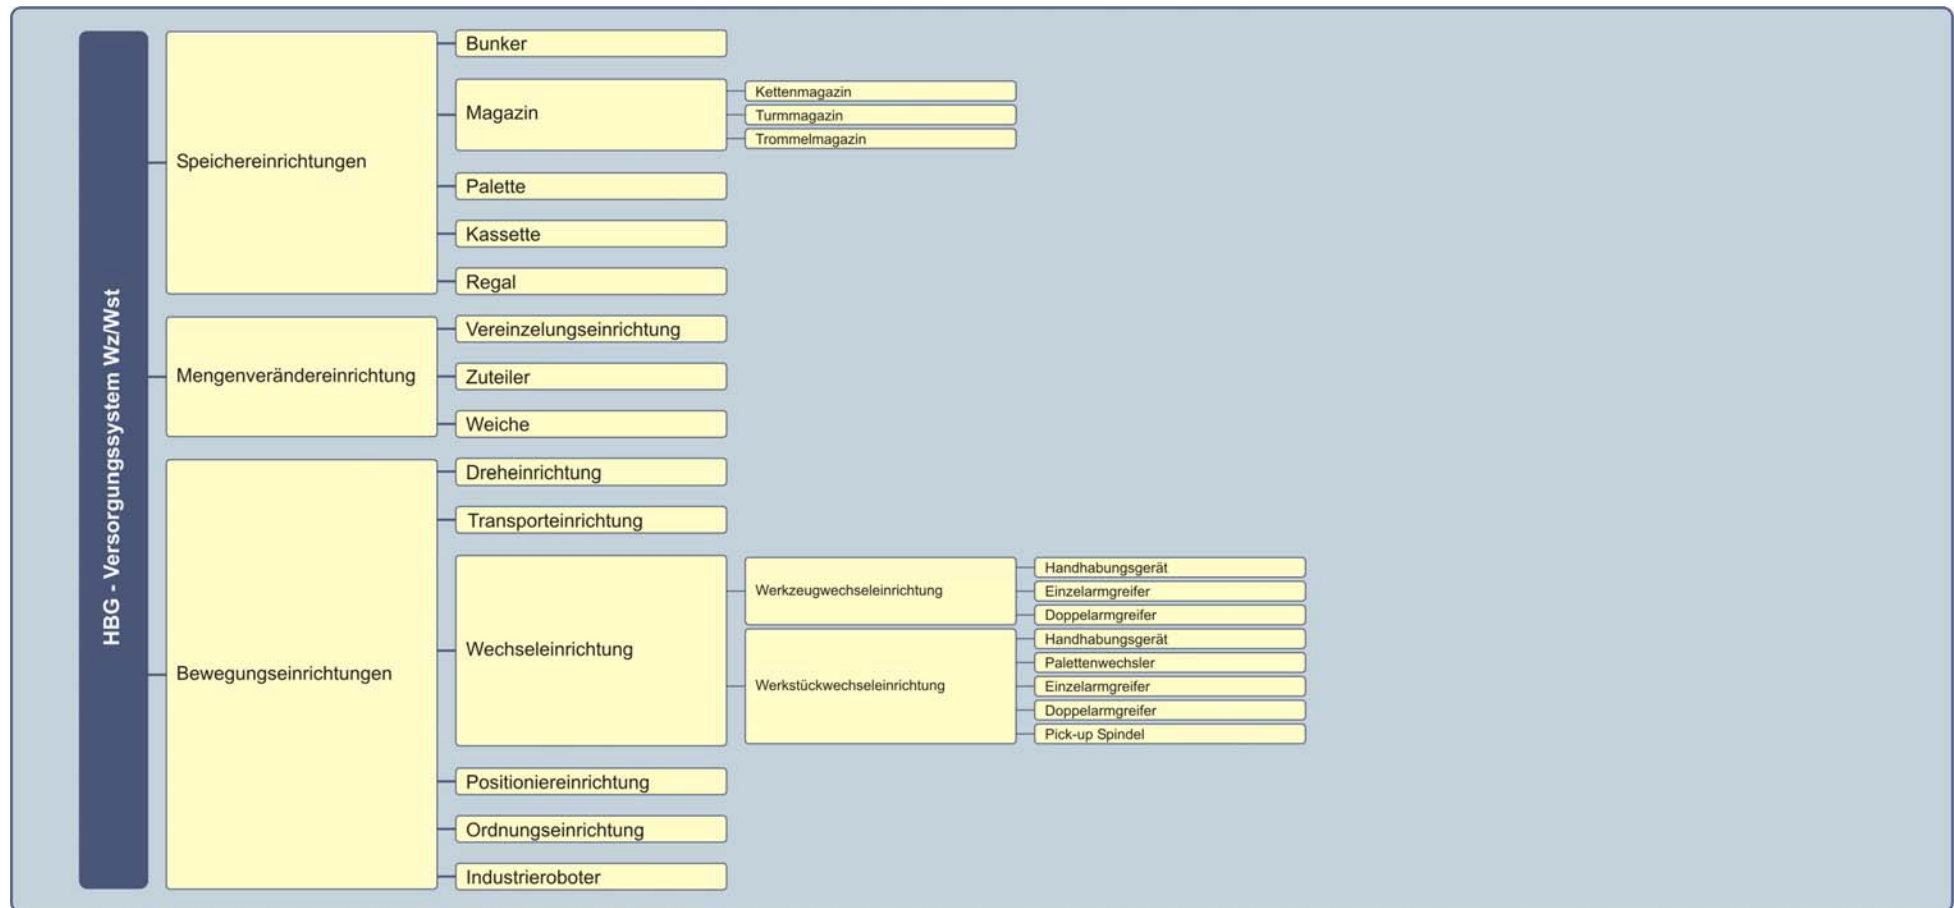 HBG - Versorgungssystem Wz/Wst
Speichereinrichtungen
Bunker
Magazin
Kettenmagazin
Turmmagazin
Trommelmagazin
Palette
Kassette
Regal
Mengenverändereinrichtung
Vereinzelungseinrichtung
Zuteiler
Weiche
Bewegungseinrichtungen
Dreheinrichtung
Transporteinrichtung
Wechseleinrichtung
Werkzeugwechseleinrichtung
Handhabungsgerät
Einzelarmgreifer
Doppelarmgreifer
Werkstückwechseleinrichtung
Handhabungsgerät
Palettenwechsler
Einzelarmgreifer
Doppelarmgreifer
Pick-up Spindel
Positioniereinrichtung
Ordnungseinrichtung
Industrieroboter